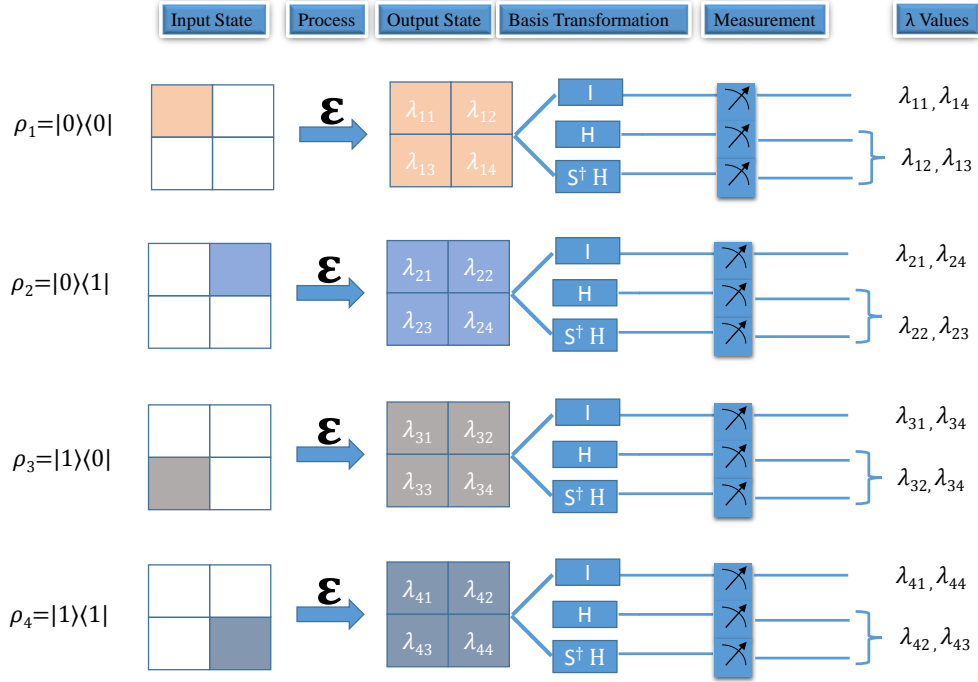 Input State Process Output State Basis Transformation Measurement λ Values
ρ₁=|0⟩⟨0|
ε
λ₁₁ λ₁₂
λ₁₃ λ₁₄
I
H
S† H
λ₁₁, λ₁₄
λ₁₂, λ₁₃
ρ₂=|0⟩⟨1|
ε
λ₂₁ λ₂₂
λ₂₃ λ₂₄
I
H
S† H
λ₂₁, λ₂₄
λ₂₂, λ₂₃
ρ₃=|1⟩⟨0|
ε
λ₃₁ λ₃₂
λ₃₃ λ₃₄
I
H
S† H
λ₃₁, λ₃₄
λ₃₂, λ₃₄
ρ₄=|1⟩⟨1|
ε
λ₄₁ λ₄₂
λ₄₃ λ₄₄
I
H
S† H
λ₄₁, λ₄₄
λ₄₂, λ₄₃